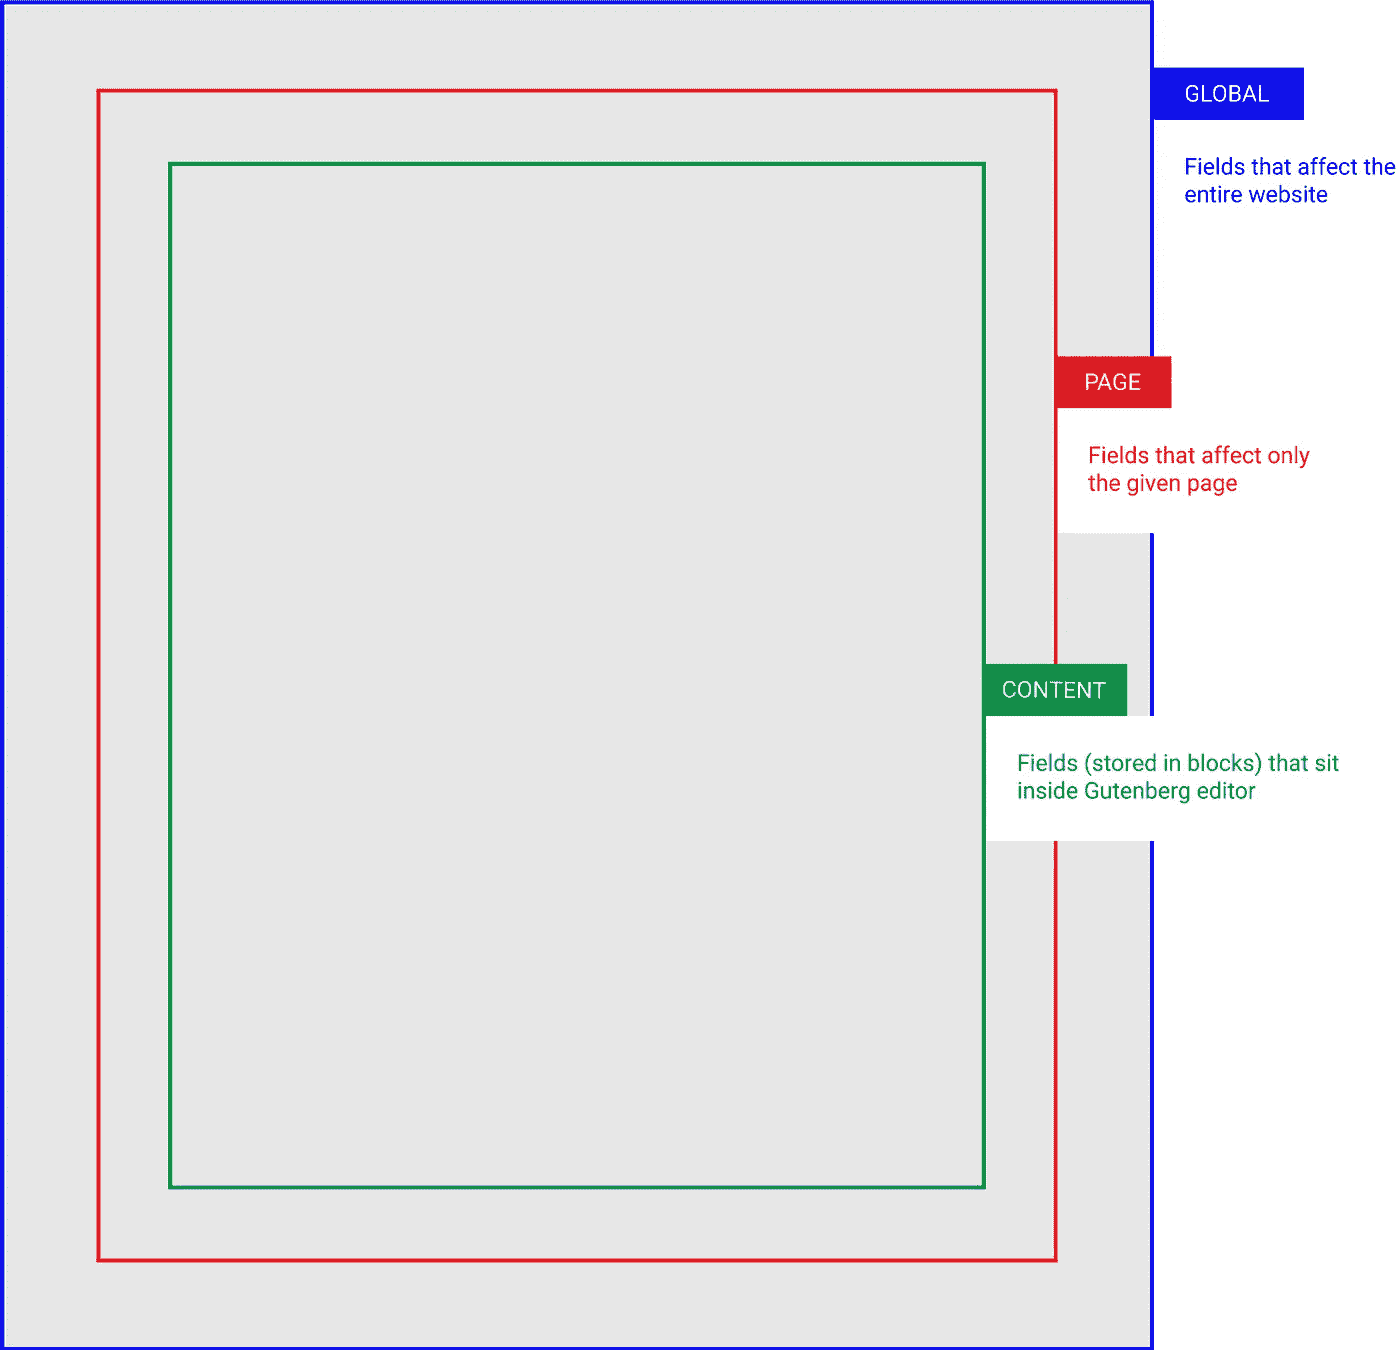 GLOBAL
Fields that affect the
entire website
PAGE
Fields that affect only
the given page
CONTENT
Fields (stored in blocks) that sit
inside Gutenberg editor